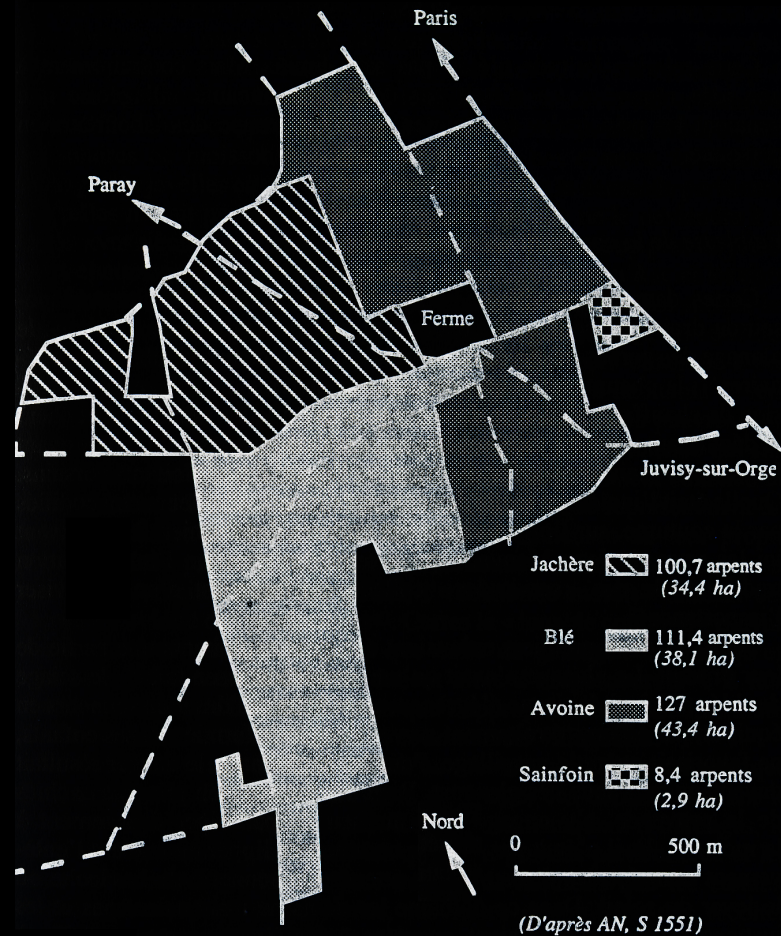 Paris
Paray
Ferme
Juvisy-sur-Orge
Jachère 100,7 arpents
(34,4 ha)
Blé 111,4 arpents
(38,1 ha)
Avoine 127 arpents
(43,4 ha)
Sainfoin 8,4 arpents
(2,9 ha)
Nord
0 500 m
(D'après AN, S 1551)